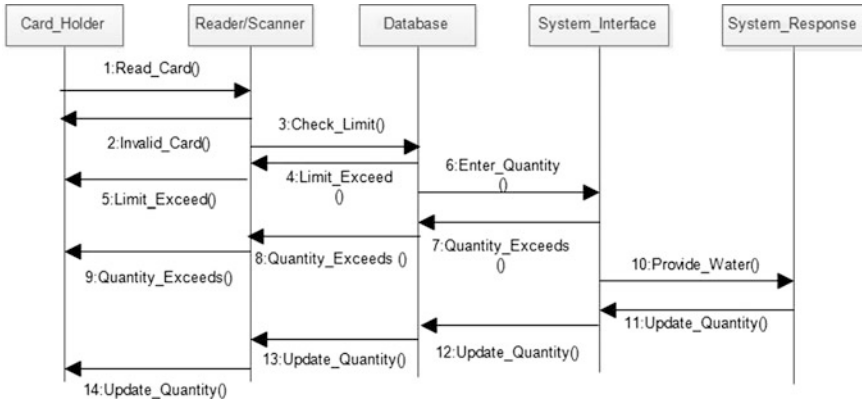 Card_Holder
Reader/Scanner
Database
System_Interface
System_Response
1:Read_Card()
2:Invalid_Card()
3:Check_Limit()
4:Limit_Exceed
()
5:Limit_Exceed()
6:Enter_Quantity
()
7:Quantity_Exceeds
()
8:Quantity_Exceeds ()
9:Quantity_Exceeds()
10:Provide_Water()
11:Update_Quantity()
12:Update_Quantity()
13:Update_Quantity()
14:Update_Quantity()